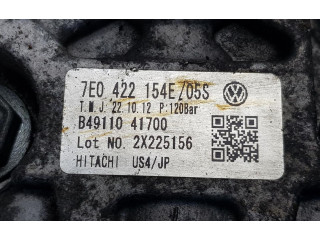 7E0 422 154E/05S
T.M.J. 22.10.12 P:120Bar
B49110 41700
Lot NO. 2X225156
HITACHI US4/JP